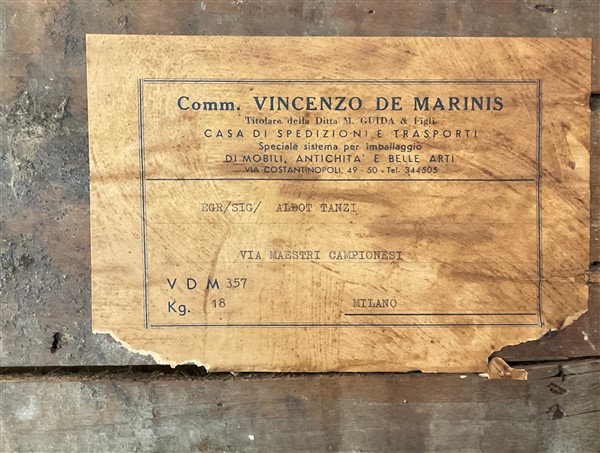 Comm. VINCENZO DE MARINIS
Titolare della Ditta M. GUIDA & Figli
CASA DI SPEDIZIONI E TRASPORTI
Speciale sistema per imballaggio
DI MOBILI, ANTICHITA' E BELLE ARTI
VIA COSTANTINOPOLI, 49 - 50 • Tel. 344505
EGR/SIG/ ALDOT TANZI
VIA MAESTRI CAMPIONESI
V D M 357
Kg. 18 MILANO